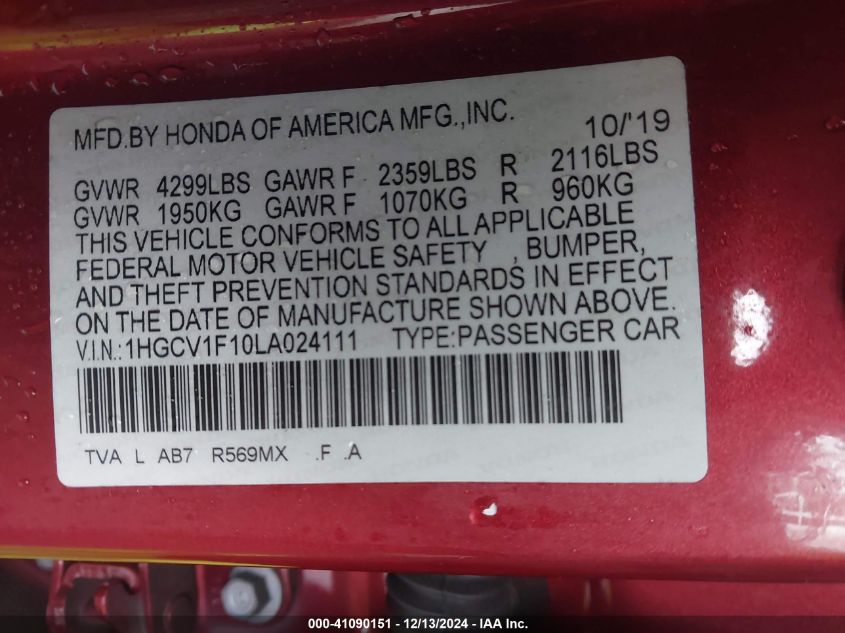 MFD.BY HONDA OF AMERICA MFG.,INC. 10/'19
GVWR 4299LBS GAWR F 2359LBS R 2116LBS
GVWR 1950KG GAWR F 1070KG R 960KG
THIS VEHICLE CONFORMS TO ALL APPLICABLE
FEDERAL MOTOR VEHICLE SAFETY , BUMPER,
AND THEFT PREVENTION STANDARDS IN EFFECT
ON THE DATE OF MANUFACTURE SHOWN ABOVE.
V.I.N.:1HGCV1F10LA024111 TYPE:PASSENGER CAR
TVA L AB7 R569MX .F .A
000-41090151 - 12/13/2024 - IAA Inc.